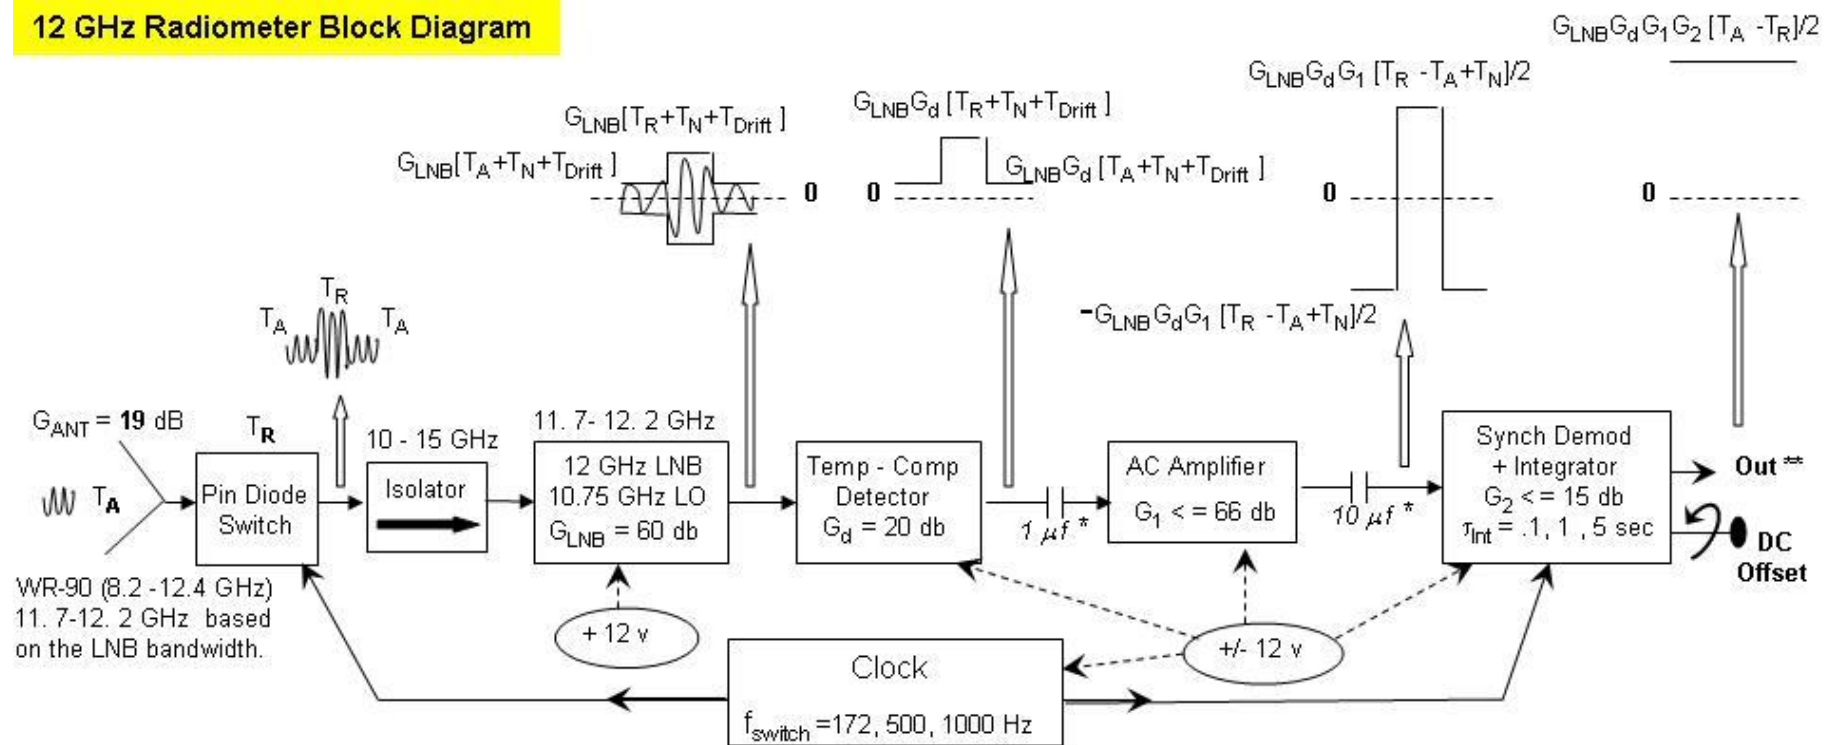 12 GHz Radiometer Block Diagram
G_LNB G_d G_1 G_2 [T_A -T_R]/2
G_LNB G_d G_1 [T_R -T_A+T_N]/2
G_LNB[T_R+T_N+T_Drift ]
G_LNB G_d [T_R+T_N+T_Drift ]
G_LNB[T_A+T_N+T_Drift ]
G_LNB G_d [T_A+T_N+T_Drift ]
0
0
0
0
T_R
T_A
T_A
-G_LNB G_d G_1 [T_R -T_A+T_N]/2
G_ANT = 19 dB
T_R
10 - 15 GHz
11. 7- 12. 2 GHz
T_A
Pin Diode
Switch
Isolator
12 GHz LNB
10.75 GHz LO
G_LNB = 60 db
Temp - Comp
Detector
G_d = 20 db
1 µf *
AC Amplifier
G_1 < = 66 db
10 µf *
Synch Demod
+ Integrator
G_2 < = 15 db
τ_Int = .1, 1 , 5 sec
Out **
DC
Offset
WR-90 (8.2 -12.4 GHz)
11. 7-12. 2 GHz based
on the LNB bandwidth.
+ 12 v
+/- 12 v
Clock
f_switch =172, 500, 1000 Hz